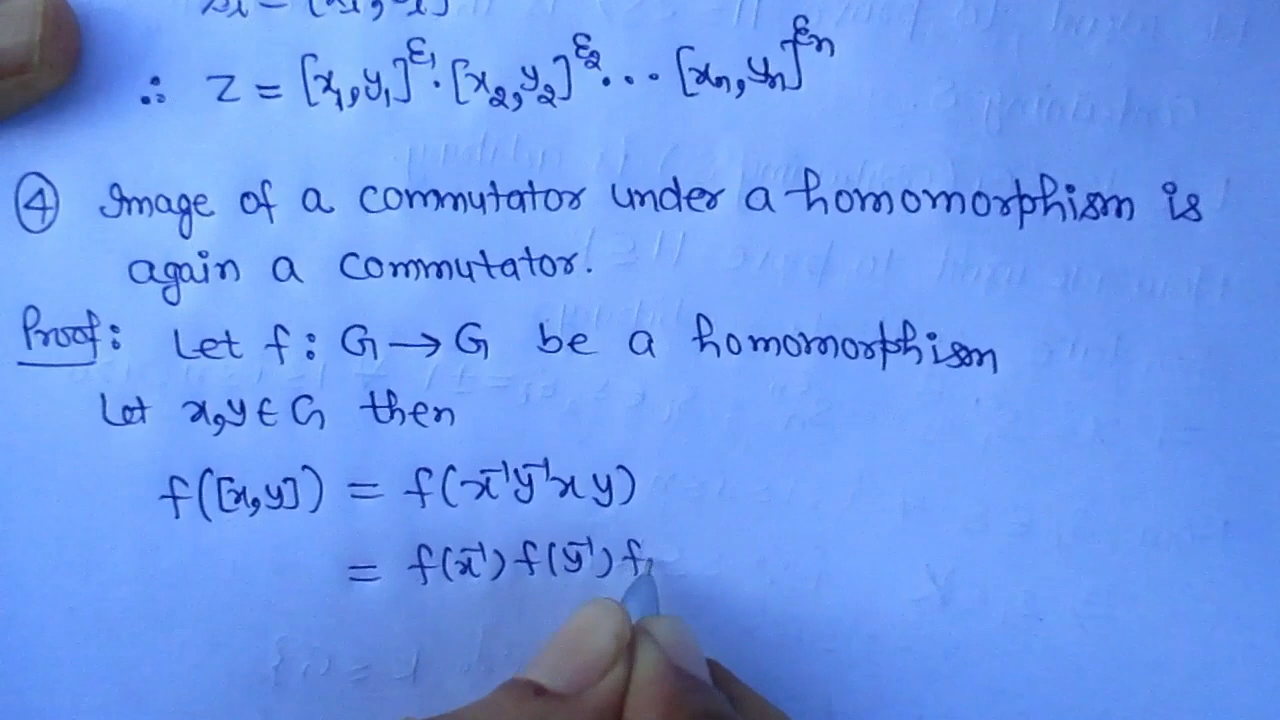 ∴ Z = [x₁, y₁]^ε₁ · [x₂, y₂]^ε₂ ... [xₙ, yₙ]^εₙ
④ Image of a commutator under a homomorphism is
again a commutator.
Proof: Let f : G → G be a homomorphism
Let x, y ∈ G then
f([x, y]) = f(x⁻¹y⁻¹xy)
= f(x⁻¹) f(y⁻¹) f